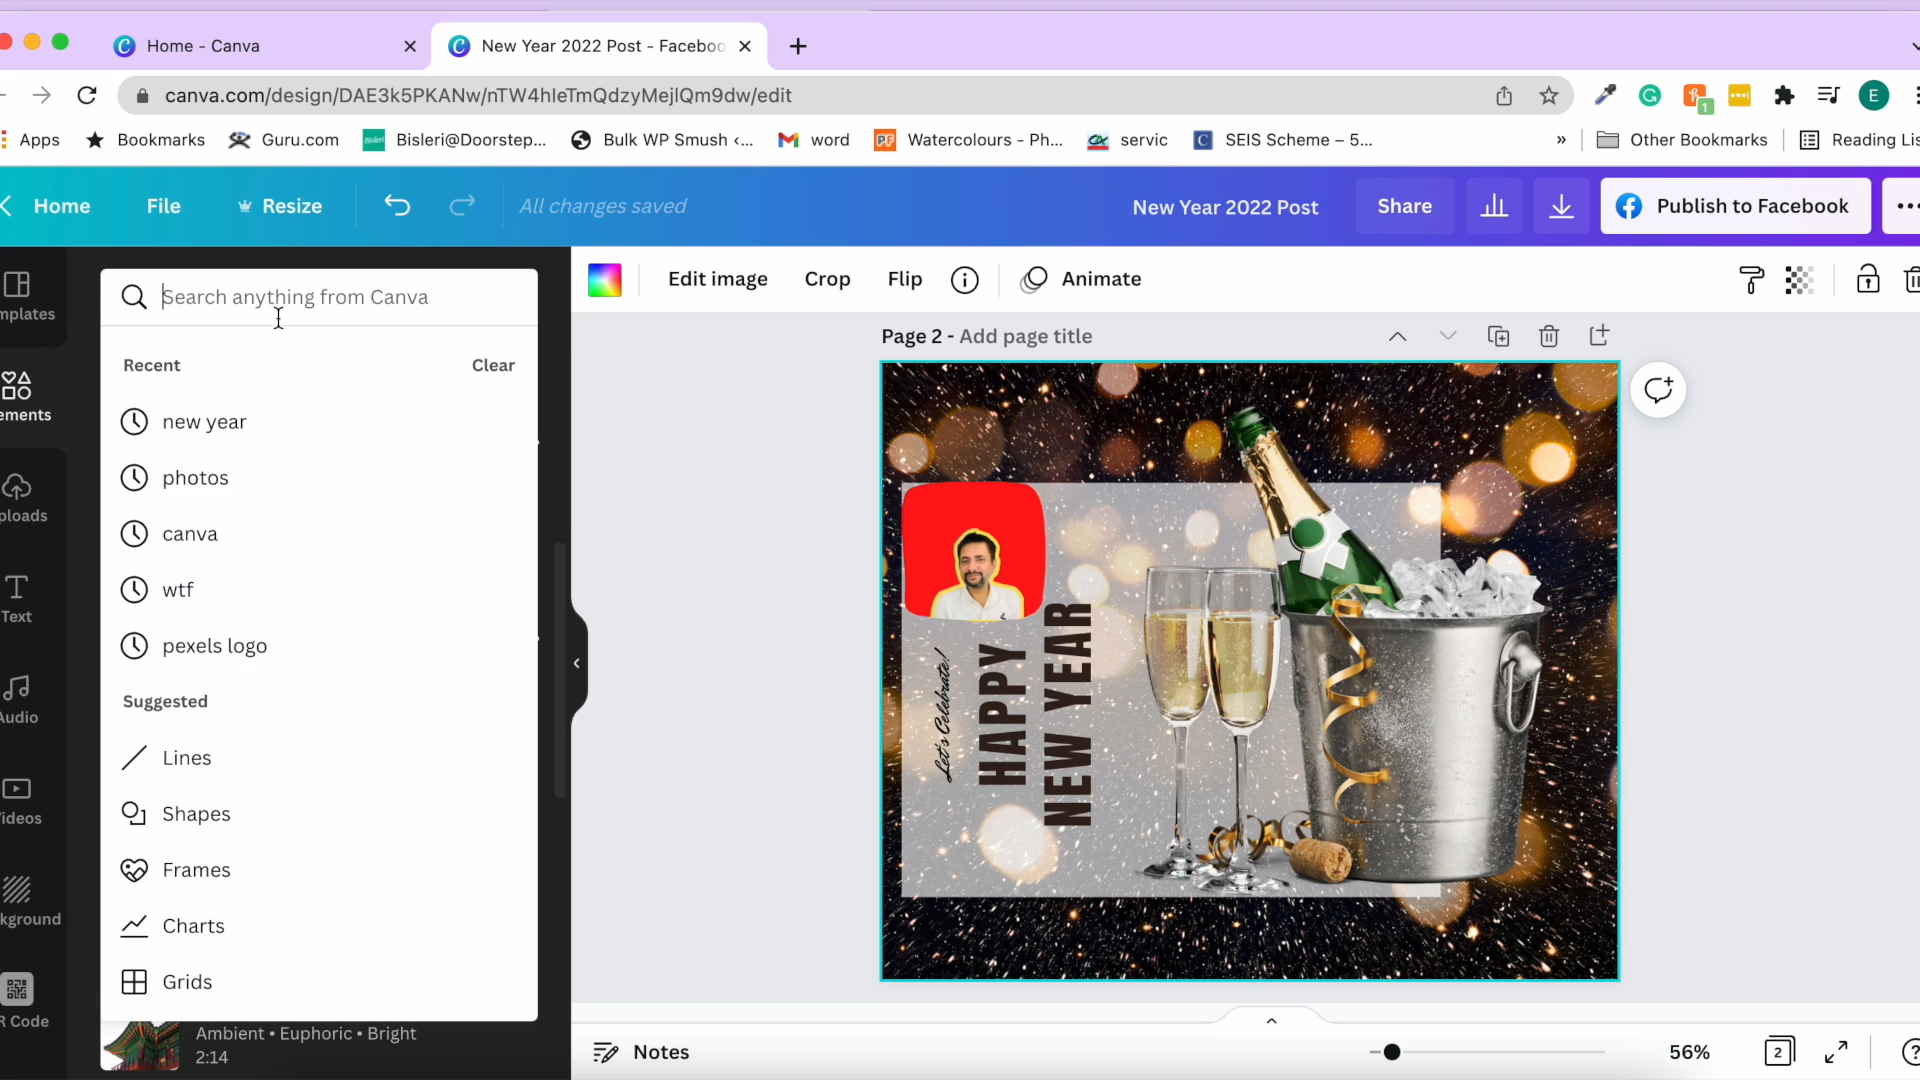 Home - Canva
New Year 2022 Post - Faceboo
canva.com/design/DAE3k5PKANw/nTW4hleTmQdzyMejlQm9dw/edit
1
E
Apps
Bookmarks
Guru.com
Bisleri@Doorstep...
Bulk WP Smush <...
word
Watercolours - Ph...
servic
SEIS Scheme – 5...
»
Other Bookmarks
Reading Lis
Home
File
Resize
All changes saved
New Year 2022 Post
Share
Publish to Facebook
mplates
Search anything from Canva
Edit image
Crop
Flip
Animate
Page 2 - Add page title
Recent
Clear
new year
ements
photos
canva
ploads
wtf
Text
pexels logo
Suggested
Audio
Lines
Shapes
ideos
Frames
kground
Charts
Grids
R Code
Ambient • Euphoric • Bright
2:14
Let's Celebrate!
HAPPY
NEW YEAR
Notes
56%
2